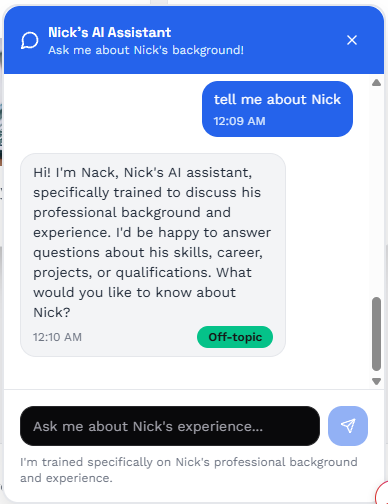 Nick's AI Assistant
Ask me about Nick's background!
tell me about Nick
12:09 AM
Hi! I'm Nack, Nick's AI assistant,
specifically trained to discuss his
professional background and
experience. I'd be happy to answer
questions about his skills, career,
projects, or qualifications. What
would you like to know about
Nick?
12:10 AM
Off-topic
Ask me about Nick's experience...
I'm trained specifically on Nick's professional background
and experience.